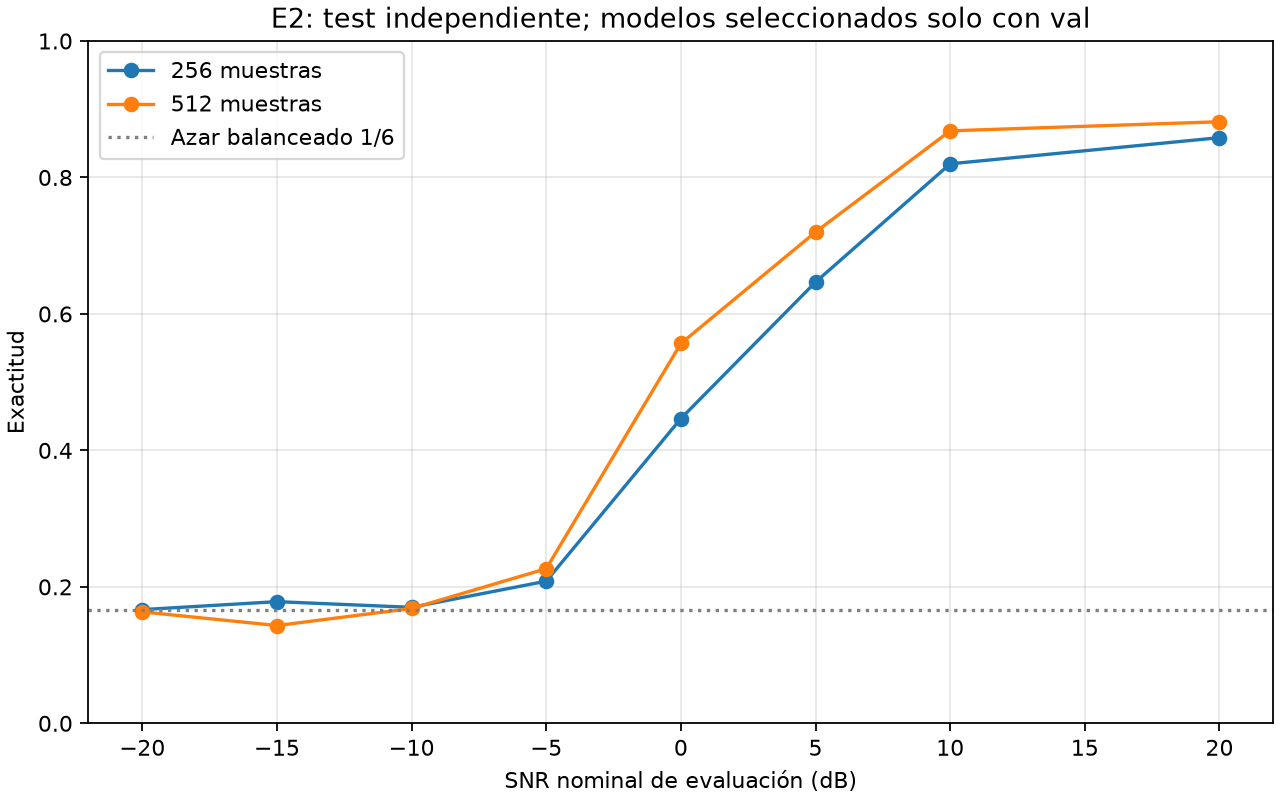 E2: test independiente; modelos seleccionados solo con val
256 muestras
512 muestras
Azar balanceado 1/6
Exactitud
1.0
0.8
0.6
0.4
0.2
0.0
−20 −15 −10 −5 0 5 10 15 20
SNR nominal de evaluación (dB)